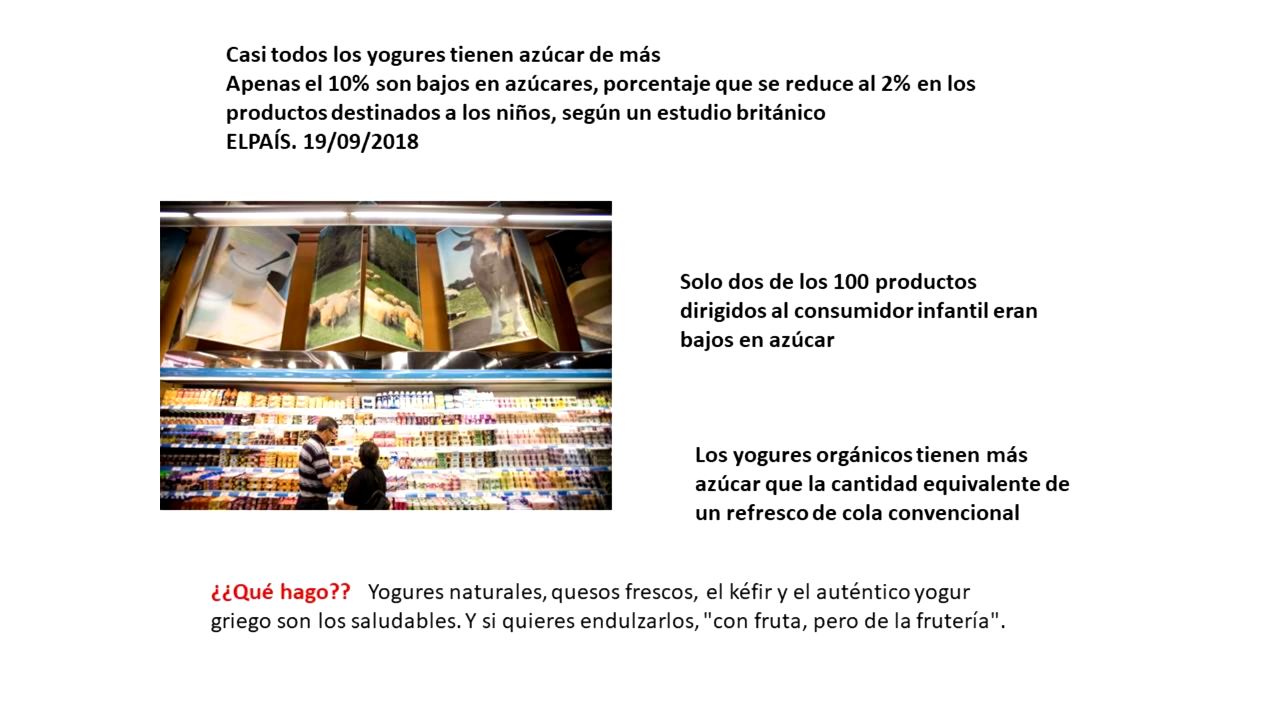 Casi todos los yogures tienen azúcar de más
Apenas el 10% son bajos en azúcares, porcentaje que se reduce al 2% en los
productos destinados a los niños, según un estudio británico
ELPAÍS. 19/09/2018
Solo dos de los 100 productos
dirigidos al consumidor infantil eran
bajos en azúcar
Los yogures orgánicos tienen más
azúcar que la cantidad equivalente de
un refresco de cola convencional
¿¿Qué hago?? Yogures naturales, quesos frescos, el kéfir y el auténtico yogur
griego son los saludables. Y si quieres endulzarlos, "con fruta, pero de la frutería".